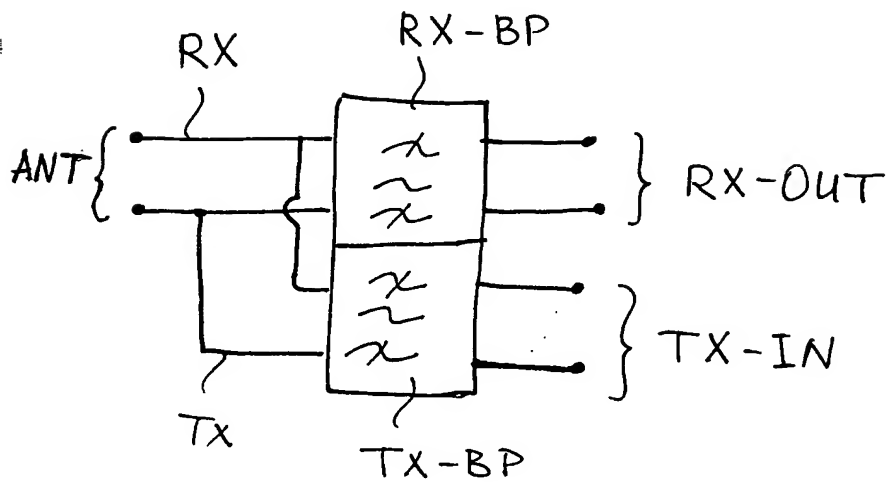 RX
RX-BP
ANT
RX-OUT
TX-IN
TX
TX-BP